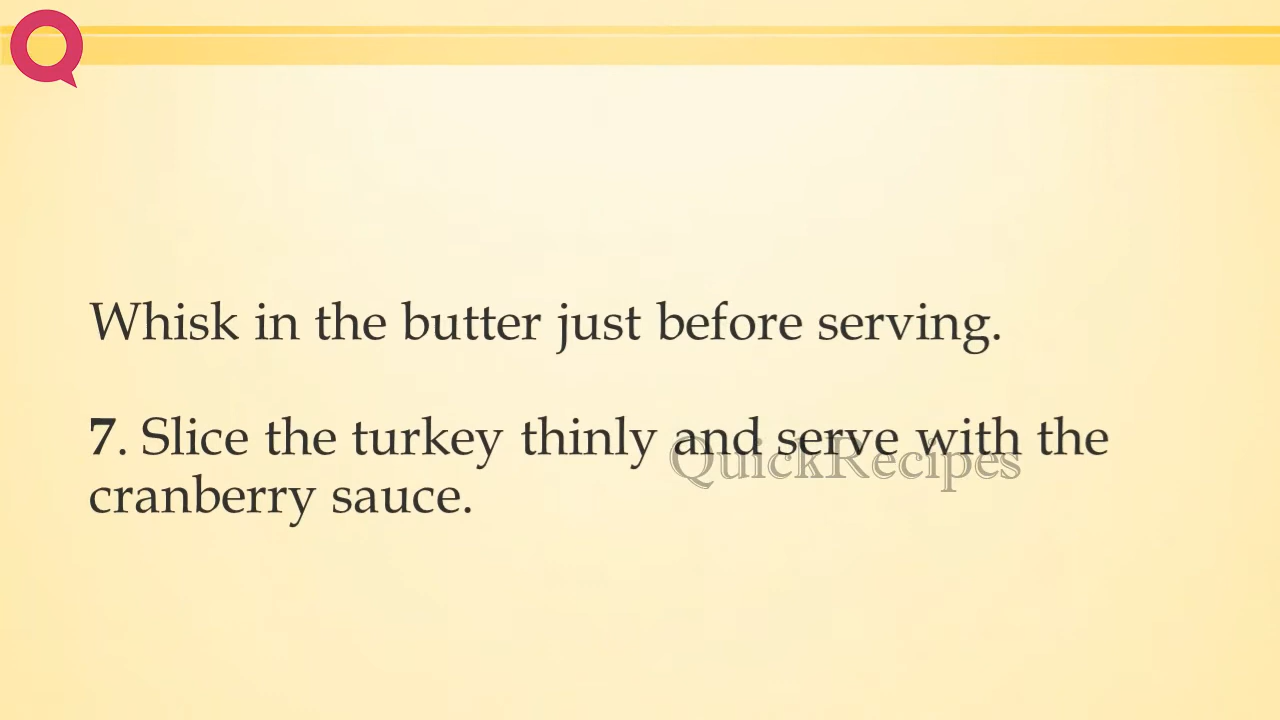 Whisk in the butter just before serving.
7. Slice the turkey thinly and serve with the
QuickRecipes
cranberry sauce.